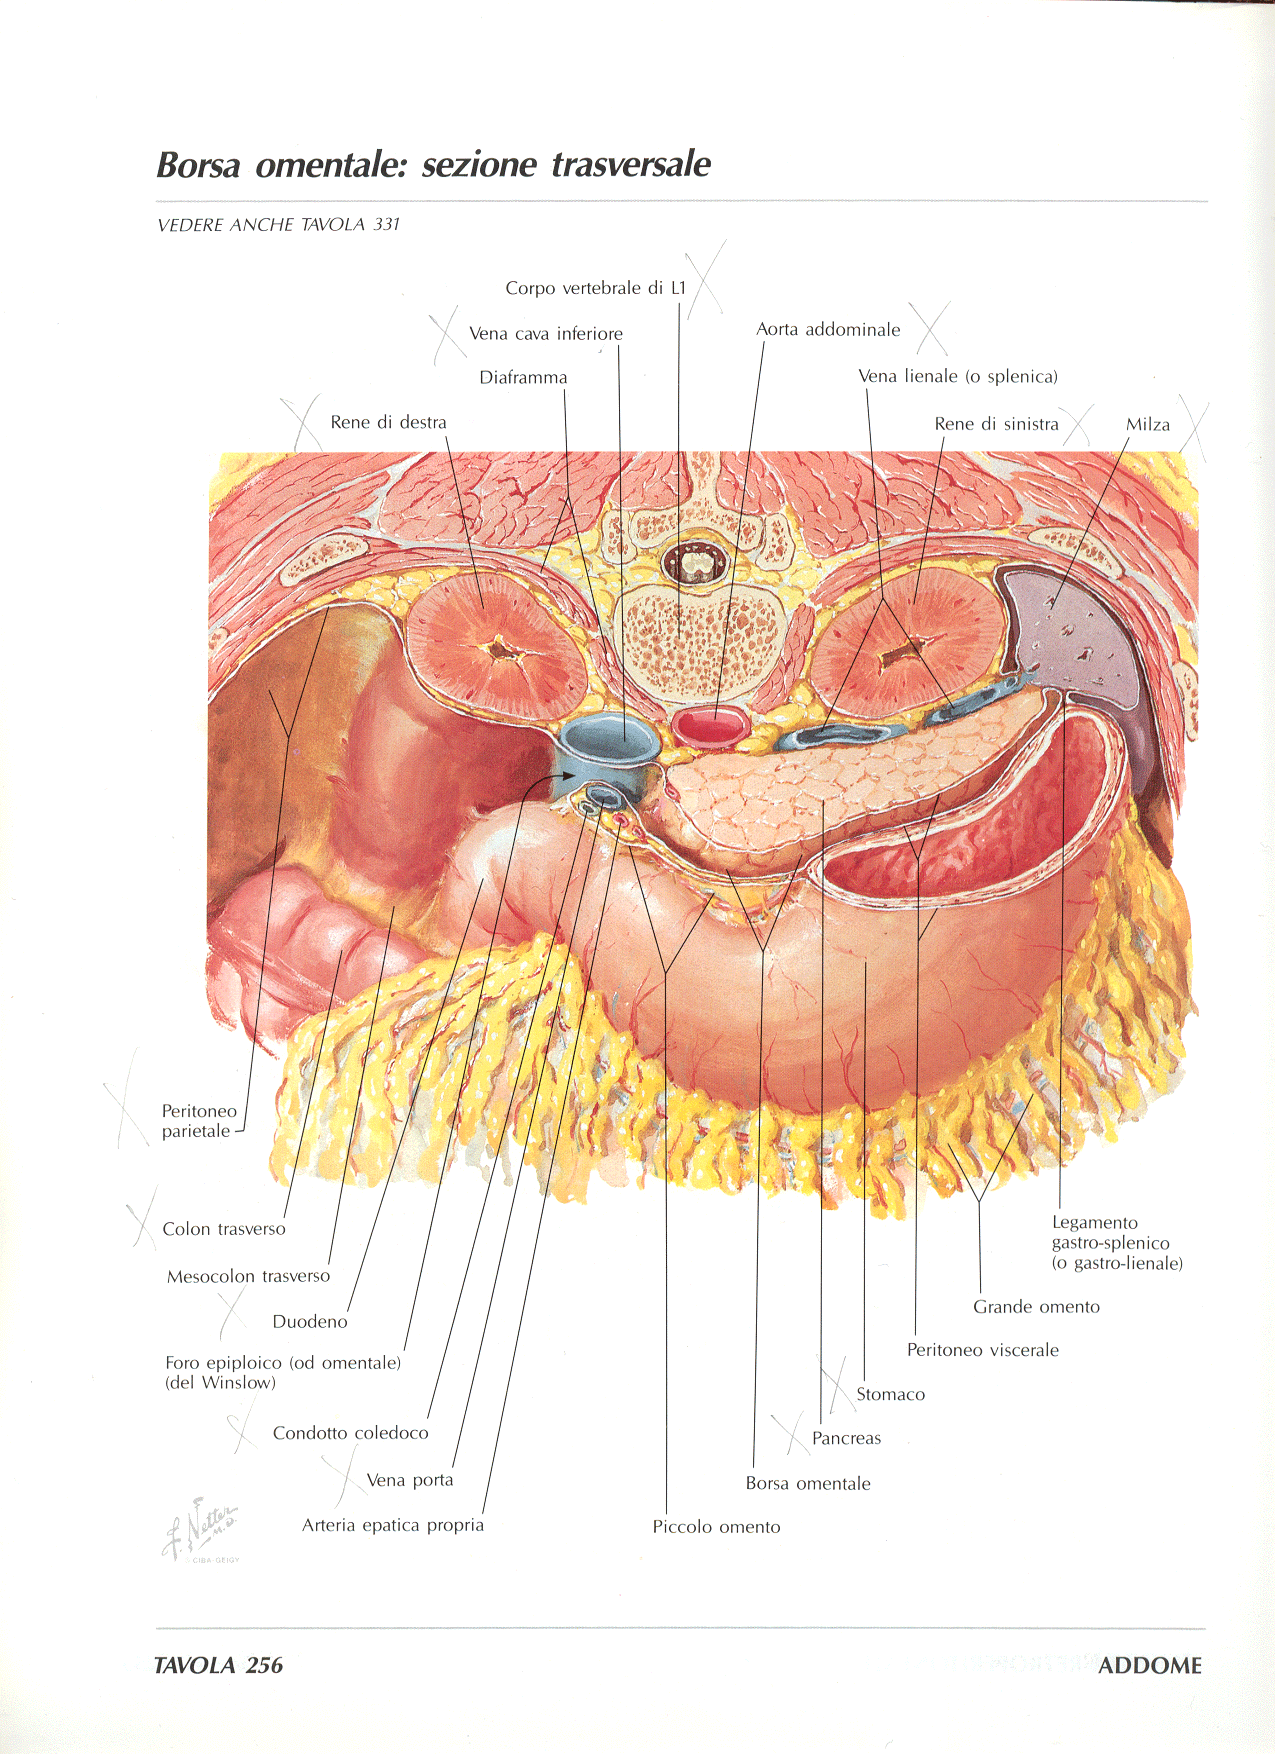 Borsa omentale: sezione trasversale
VEDERE ANCHE TAVOLA 331
Corpo vertebrale di L1
Vena cava inferiore
Aorta addominale
Diaframma
Vena lienale (o splenica)
Rene di destra
Rene di sinistra
Milza
Peritoneo
parietale
Colon trasverso
Mesocolon trasverso
Duodeno
Foro epiploico (od omentale)
(del Winslow)
Condotto coledoco
Vena porta
Arteria epatica propria
Legamento
gastro-splenico
(o gastro-lienale)
Grande omento
Peritoneo viscerale
Stomaco
Pancreas
Borsa omentale
Piccolo omento
F. Netter
M.D.
CIBA-GEIGY
TAVOLA 256
ADDOME